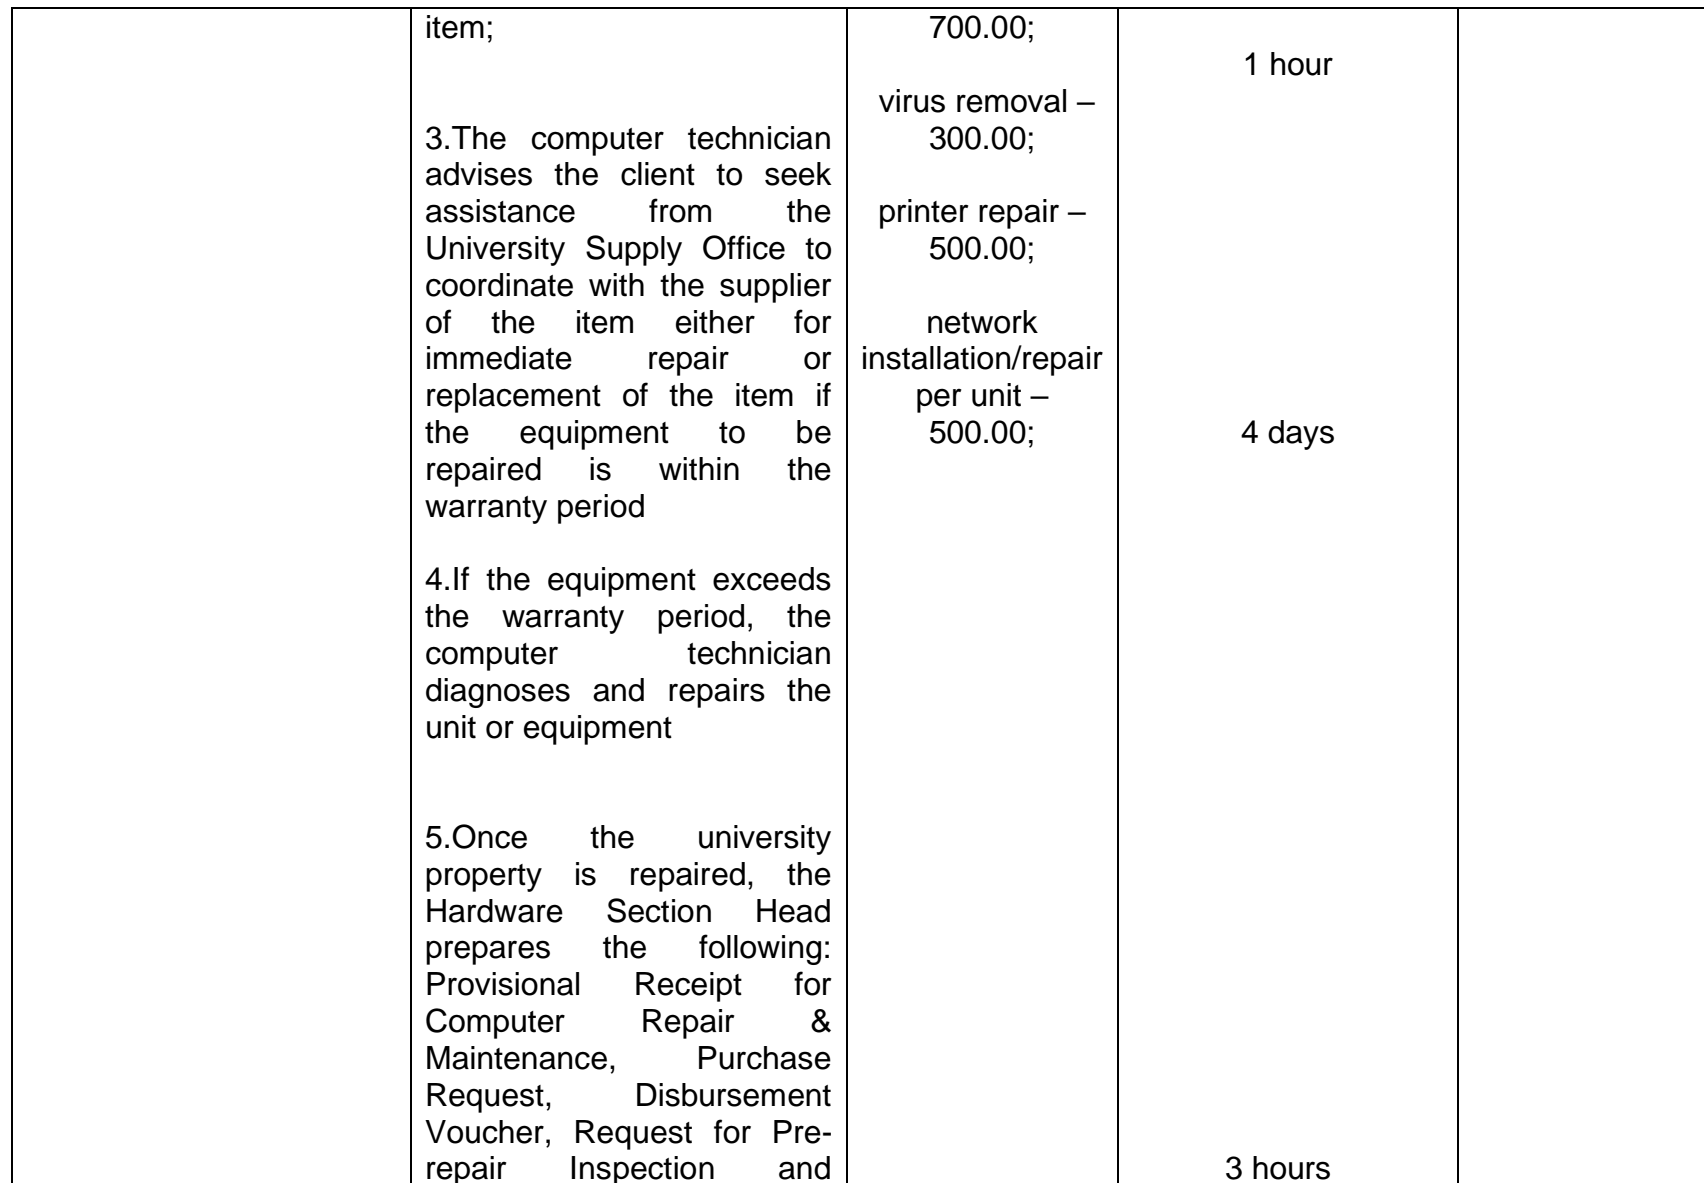 item;
3.The computer technician
advises the client to seek
assistance from the
University Supply Office to
coordinate with the supplier
of the item either for
immediate repair or
replacement of the item if
the equipment to be
repaired is within the
warranty period
4.If the equipment exceeds
the warranty period, the
computer technician
diagnoses and repairs the
unit or equipment
5.Once the university
property is repaired, the
Hardware Section Head
prepares the following:
Provisional Receipt for
Computer Repair &
Maintenance, Purchase
Request, Disbursement
Voucher, Request for Pre-
repair Inspection and
700.00;
virus removal –
300.00;
printer repair –
500.00;
network
installation/repair
per unit –
500.00;
1 hour
4 days
3 hours